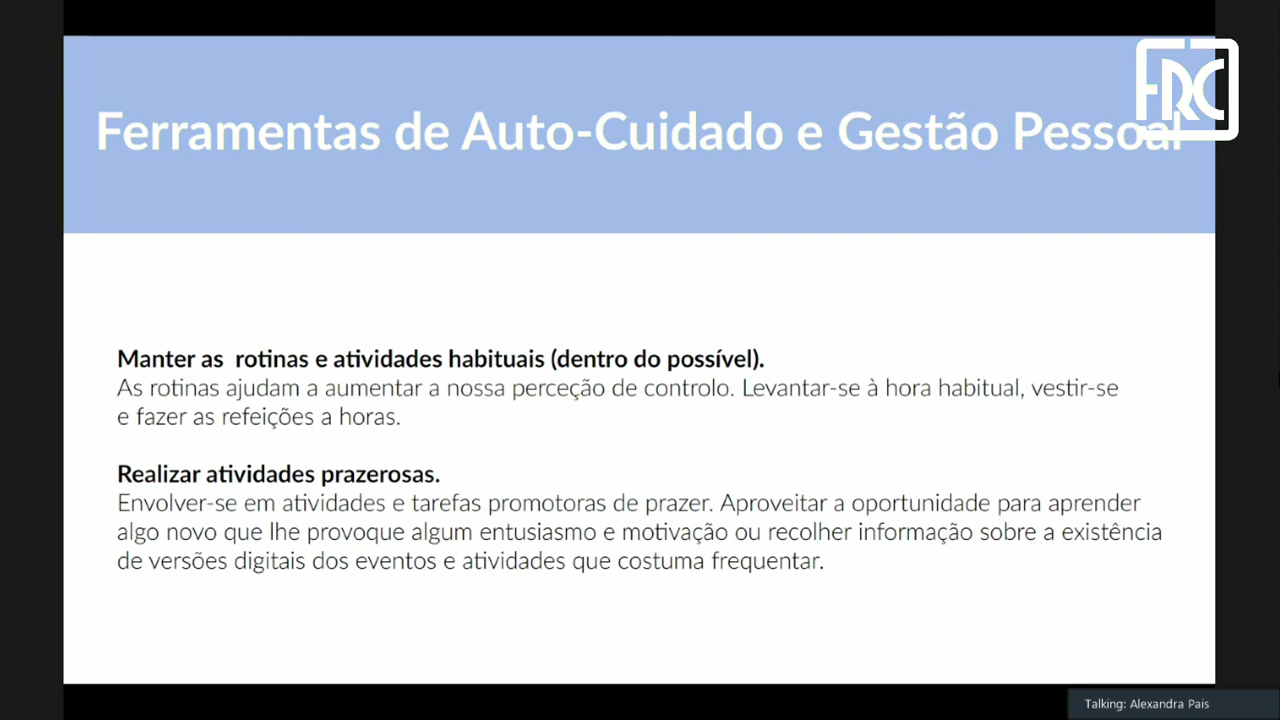 Ferramentas de Auto-Cuidado e Gestão Pessoal
FRC
Manter as  rotinas e atividades habituais (dentro do possível).
As rotinas ajudam a aumentar a nossa perceção de controlo. Levantar-se à hora habitual, vestir-se
e fazer as refeições a horas.
Realizar atividades prazerosas.
Envolver-se em atividades e tarefas promotoras de prazer. Aproveitar a oportunidade para aprender
algo novo que lhe provoque algum entusiasmo e motivação ou recolher informação sobre a existência
de versões digitais dos eventos e atividades que costuma frequentar.
Talking: Alexandra Pais